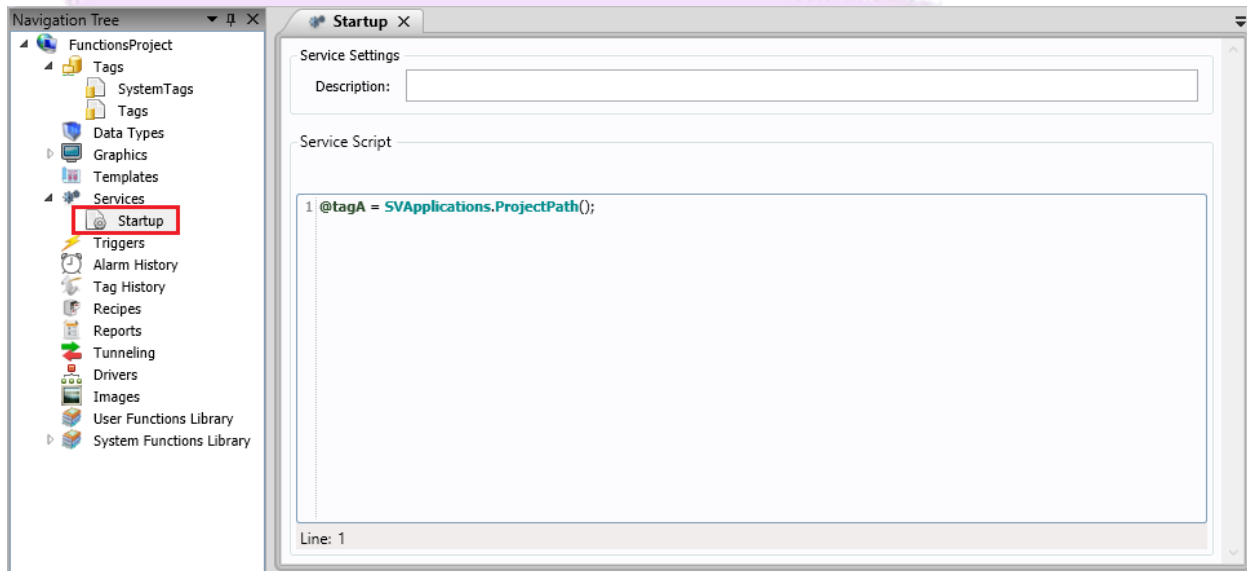 Navigation Tree
FunctionsProject
Tags
SystemTags
Tags
Data Types
Graphics
Templates
Services
Startup
Triggers
Alarm History
Tag History
Recipes
Reports
Tunneling
Drivers
Images
User Functions Library
System Functions Library
Startup
Service Settings
Description:
Service Script
1 @tagA = SVApplications.ProjectPath();
Line: 1